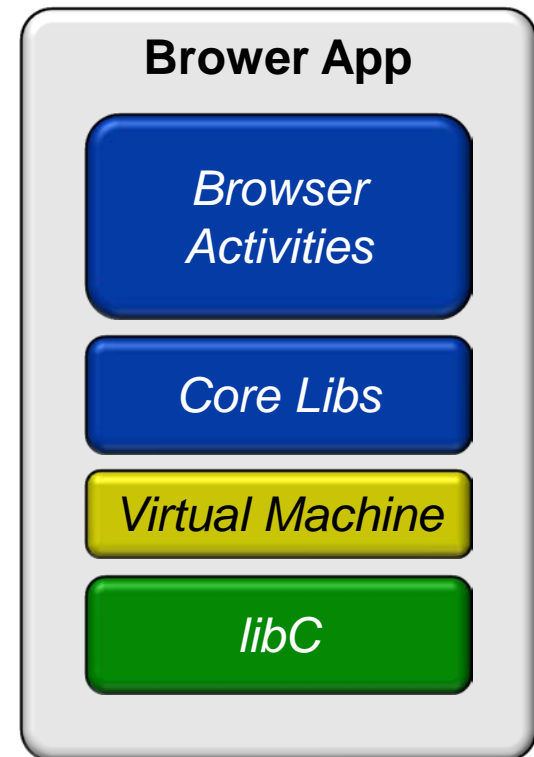 Brower App
Browser
Activities
Core Libs
Virtual Machine
libC